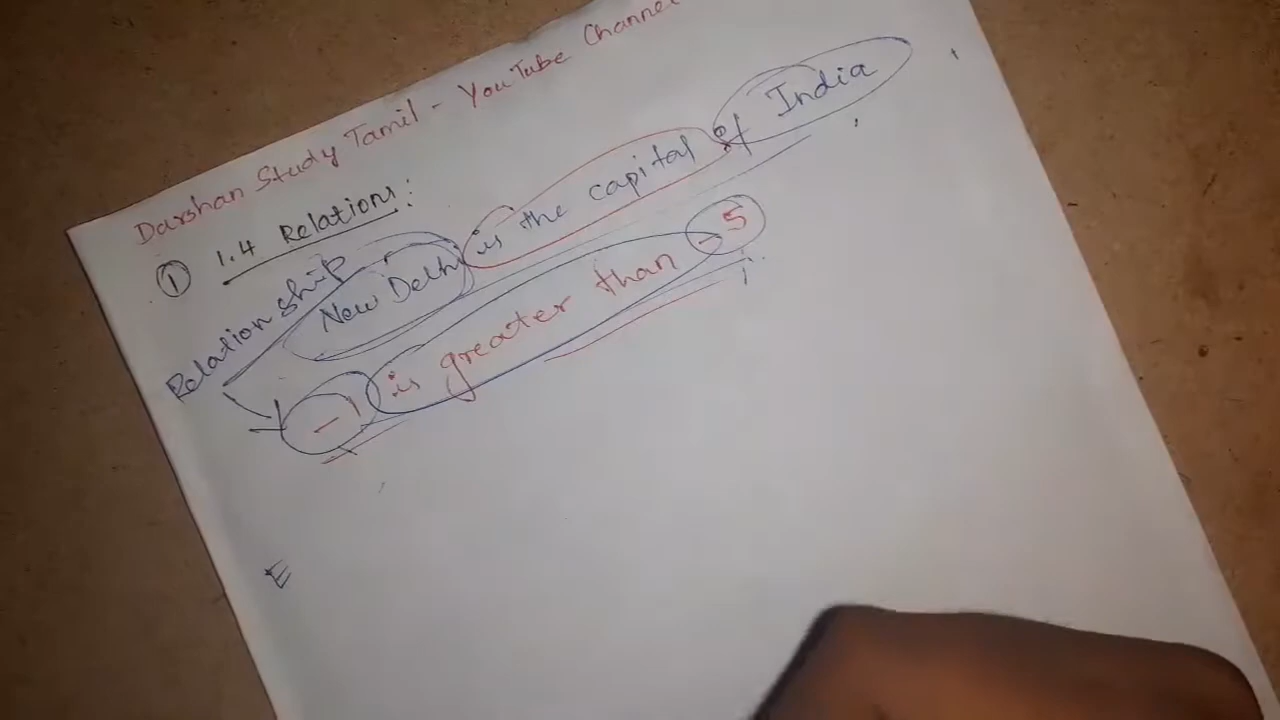 Darshan Study Tamil - YouTube Channel
① 1.4 Relations:
Relationship
New Delhi is the capital of India
-1 is greater than -5
E